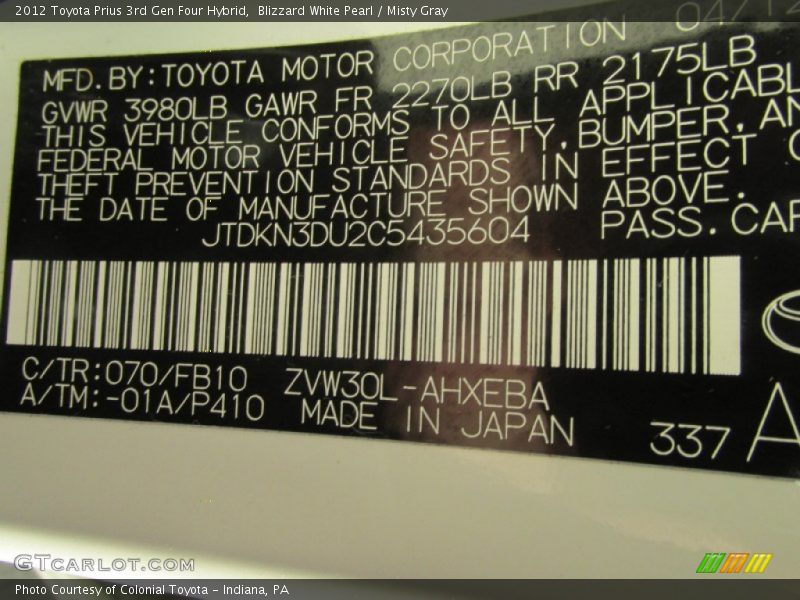 2012 Toyota Prius 3rd Gen Four Hybrid,  Blizzard White Pearl / Misty Gray
MFD. BY: TOYOTA MOTOR CORPORATION 04/12
GVWR 3980LB GAWR FR 2270LB RR 2175LB
THIS VEHICLE CONFORMS TO ALL APPLICABL
FEDERAL MOTOR VEHICLE SAFETY, BUMPER, AN
THEFT PREVENTION STANDARDS IN EFFECT O
THE DATE OF MANUFACTURE SHOWN ABOVE.
JTDKN3DU2C5435604 PASS. CAR
C/TR: 070/FB10 ZVW30L-AHXEBA
A/TM: -01A/P410 MADE IN JAPAN 337 A
GTCARLOT.COM
Photo Courtesy of Colonial Toyota - Indiana, PA